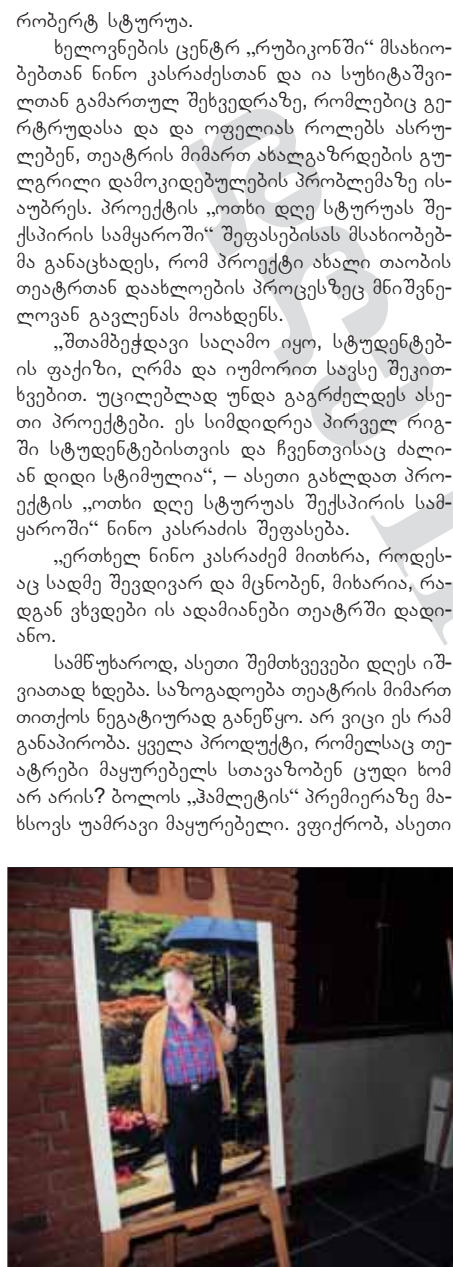 რობერტ სტურუა.
ხელოვნების ცენტრ „რუბიკონში“ მსახიო-
ბებთან ნინო კასრაძესთან და ია სუხიტაშვი-
ლთან გამართულ შეხვედრაზე, რომლებიც გე-
რტრუდასა და და ოფელიას როლებს ასრუ-
ლებენ, თეატრის მიმართ ახალგაზრდების გუ-
ლგრილი დამოკიდებულების პრობლემაზე ის-
აუბრეს. პროექტის „ოთხი დღე სტურუას შე-
ქსპირის სამყაროში“ შეფასებისას მსახიობებ-
მა განაცხადეს, რომ პროექტი ახალი თაობის
თეატრთან დაახლოების პროცესზეც მნიშვნე-
ლოვან გავლენას მოახდენს.
„შთამბეჭდავი საღამო იყო, სტუდენტებ-
ის ფაქიზი, ღრმა და იუმორით სავსე შეკით-
ხვებით. უცილებლად უნდა გაგრძელდეს ასე-
თი პროექტები. ეს სიმდიდრეა პირველ რიგ-
ში სტუდენტებისთვის და ჩვენთვისაც ძალი-
ან დიდი სტიმულია“, – ასეთი გახლდათ პრო-
ექტის „ოთხი დღე სტურუას შექსპირის სამ-
ყაროში“ ნინო კასრაძის შეფასება.
„ერთხელ ნინო კასრაძემ მითხრა, როდეს-
აც სადმე შევდივარ და მცნობენ, მიხარია, რა-
დგან ვხვდები ის ადამიანები თეატრში დადი-
ანო.
სამწუხაროდ, ასეთი შემთხვევები დღეს იშ-
ვიათად ხდება. საზოგადოება თეატრის მიმართ
თითქოს ნეგატიურად განეწყო. არ ვიცი ეს რამ
განაპირობა. ყველა პროდუქტი, რომელსაც თე-
ატრები მაყურებელს სთავაზობენ ცუდი ხომ
არ არის? ბოლოს „ჰამლეტის“ პრემიერაზე მა-
ხსოვს უამრავი მაყურებელი. ვფიქრობ, ასეთი